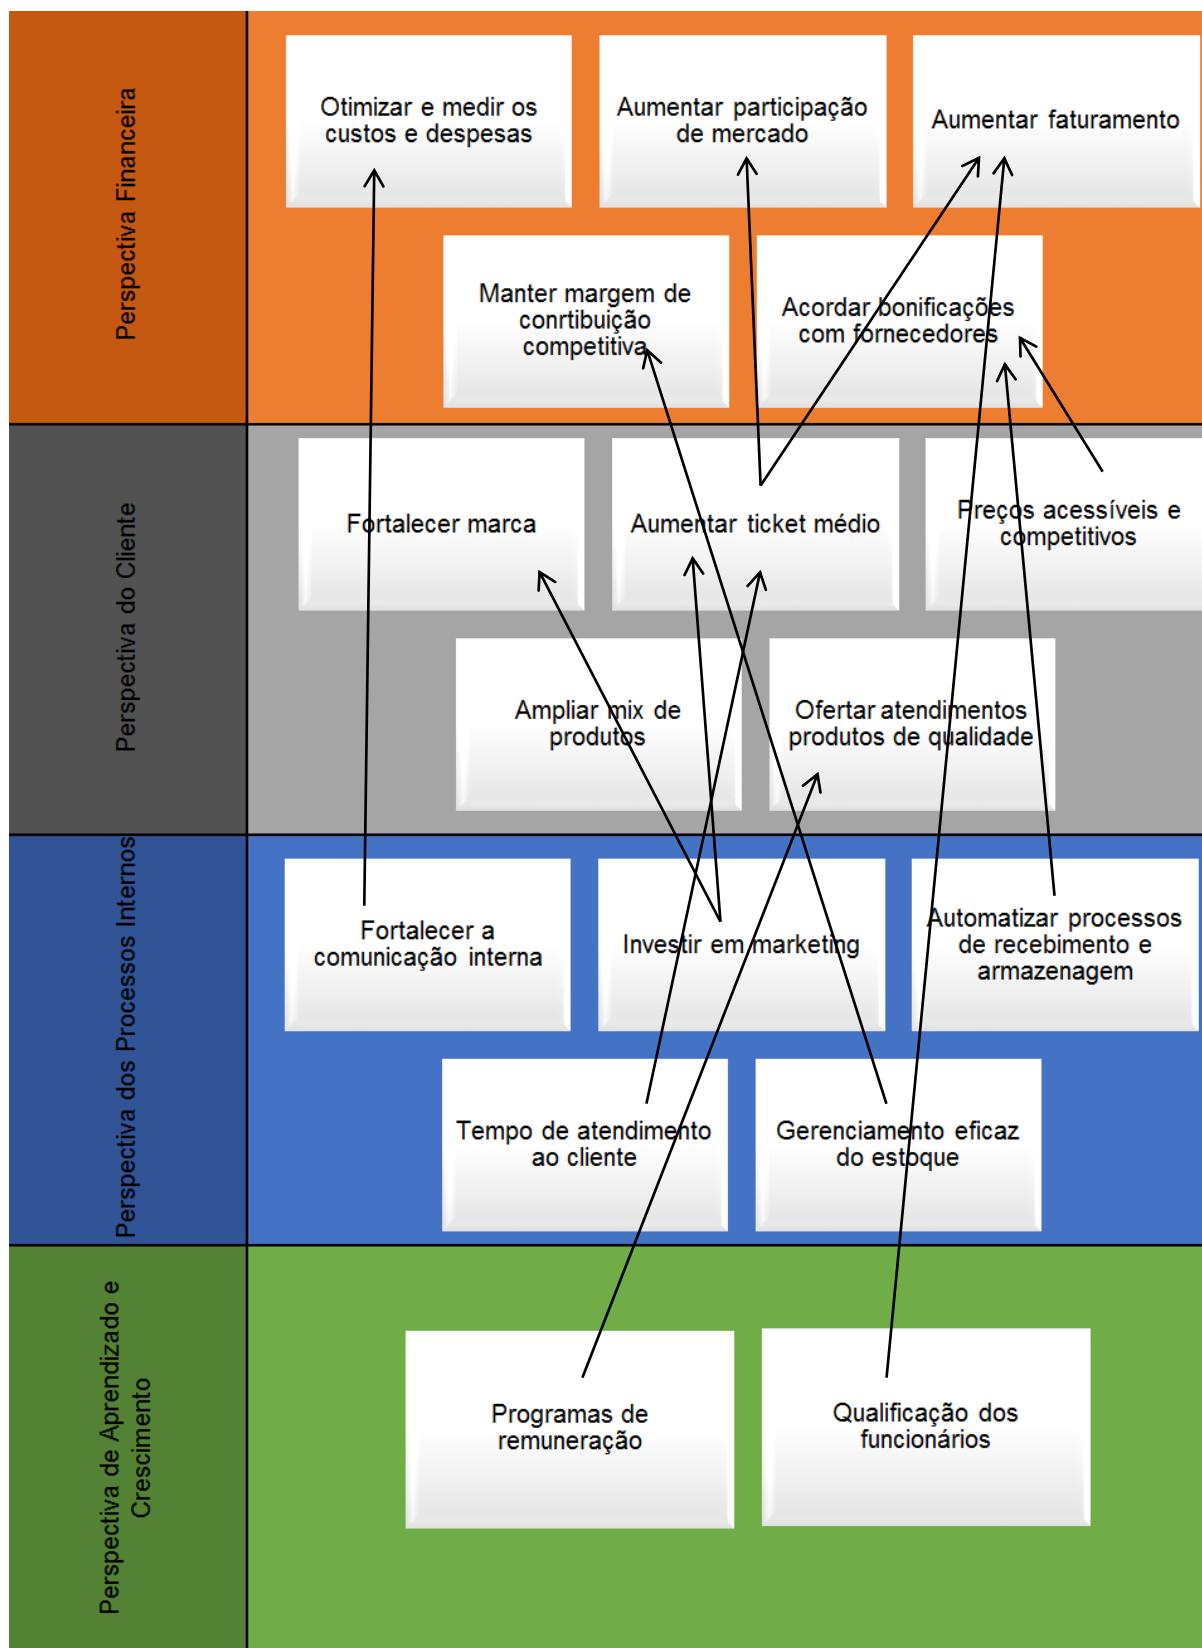 Perspectiva Financeira
Otimizar e medir os
custos e despesas
Aumentar participação
de mercado
Aumentar faturamento
Manter margem de
conrtibuição
competitiva
Acordar bonificações
com fornecedores
Perspectiva do Cliente
Fortalecer marca
Aumentar ticket médio
Preços acessíveis e
competitivos
Ampliar mix de
produtos
Ofertar atendimentos
produtos de qualidade
Perspectiva dos Processos Internos
Fortalecer a
comunicação interna
Investir em marketing
Automatizar processos
de recebimento e
armazenagem
Tempo de atendimento
ao cliente
Gerenciamento eficaz
do estoque
Perspectiva de Aprendizado e
Crescimento
Programas de
remuneração
Qualificação dos
funcionários